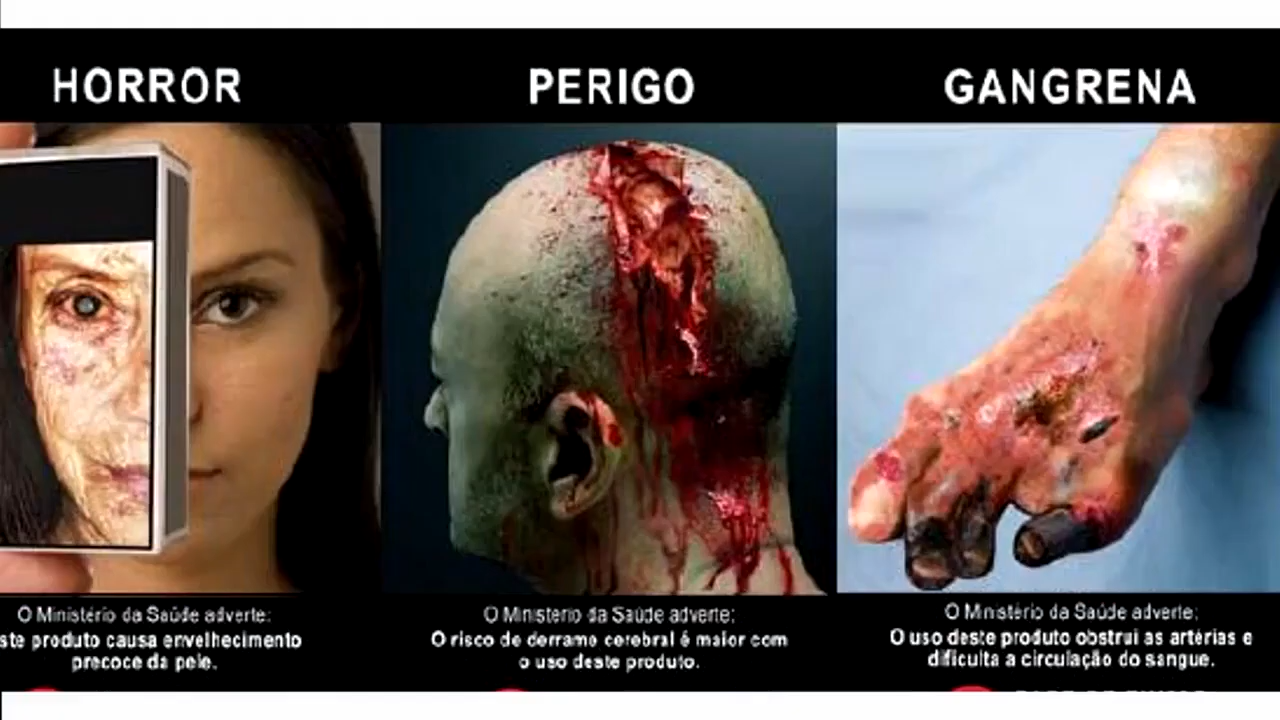 HORROR
O Ministério da Saúde adverte:
ste produto causa envelhecimento
precoce da pele.
PERIGO
O Ministério da Saúde adverte:
O risco de derrame cerebral é maior com
o uso deste produto.
GANGRENA
O Ministério da Saúde adverte:
O uso deste produto obstrui as artérias e
dificulta a circulação do sangue.